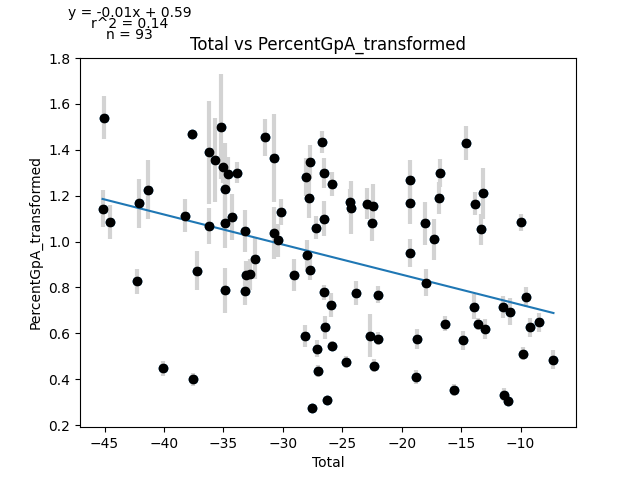 y = -0.01x + 0.59
r^2 = 0.14
n = 93
Total vs PercentGpA_transformed
1.8
1.6
1.4
1.2
1.0
0.8
0.6
0.4
0.2
PercentGpA_transformed
−45 −40 −35 −30 −25 −20 −15 −10
Total